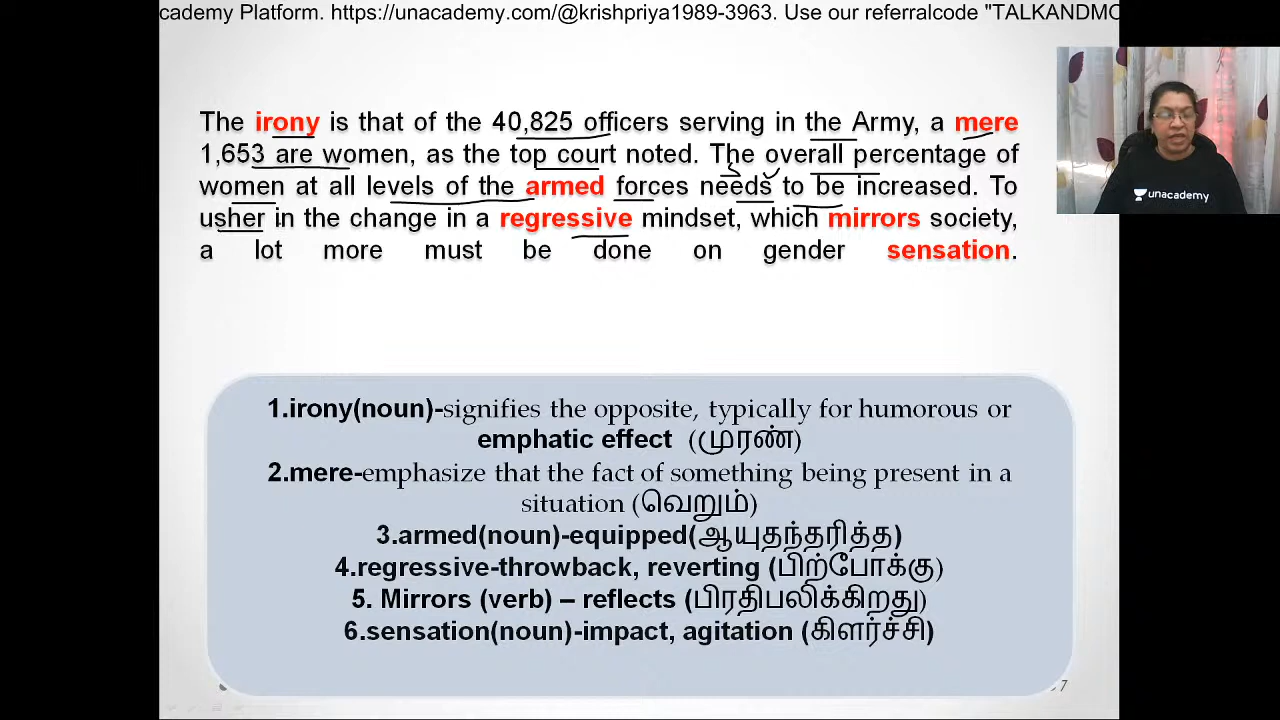 cademy Platform. https://unacademy.com/@krishpriya1989-3963. Use our referralcode "TALKANDMO
The irony is that of the 40,825 officers serving in the Army, a mere
1,653 are women, as the top court noted. The overall percentage of
women at all levels of the armed forces needs to be increased. To
usher in the change in a regressive mindset, which mirrors society,
a lot more must be done on gender sensation.
unacademy
1.irony(noun)-signifies the opposite, typically for humorous or
emphatic effect (முரண்)
2.mere-emphasize that the fact of something being present in a
situation (வெறும்)
3.armed(noun)-equipped(ஆயுதந்தரித்த)
4.regressive-throwback, reverting (பிற்போக்கு)
5. Mirrors (verb) – reflects (பிரதிபலிக்கிறது)
6.sensation(noun)-impact, agitation (கிளர்ச்சி)
7